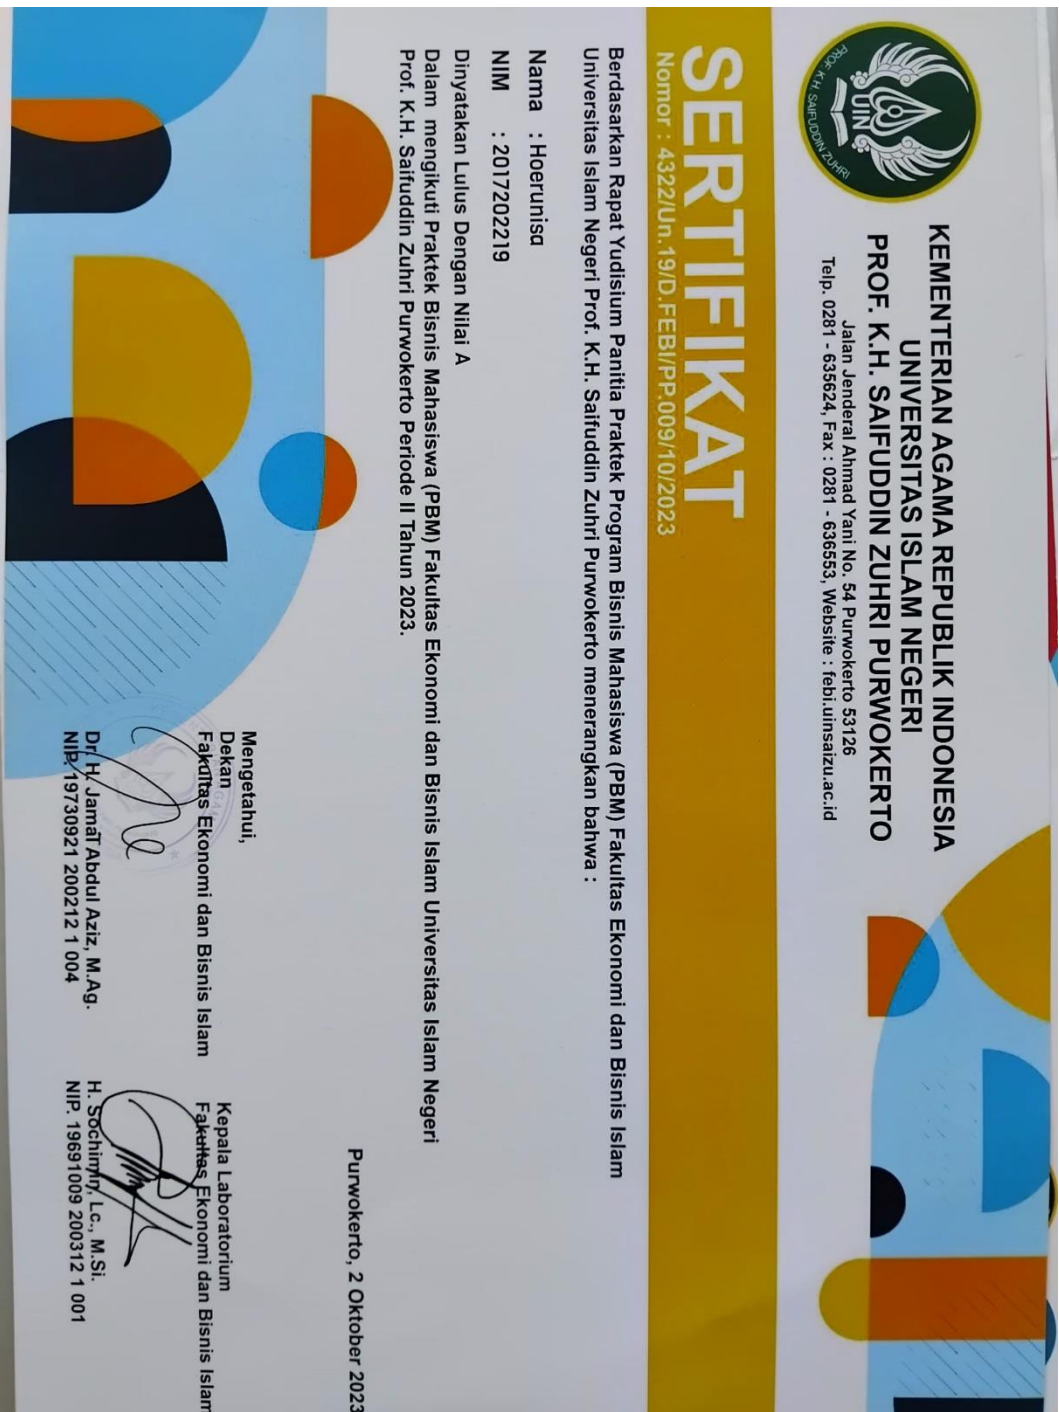 KEMENTERIAN AGAMA REPUBLIK INDONESIA
UNIVERSITAS ISLAM NEGERI
PROF. K.H. SAIFUDDIN ZUHRI PURWOKERTO
Jalan Jenderal Ahmad Yani No. 54 Purwokerto 53126
Telp. 0281 - 635624, Fax : 0281 - 636553, Website : febi.uinsaizu.ac.id
UIN
PROF. K.H. SAIFUDDIN ZUHRI
SERTIFIKAT
Nomor : 4322/Un.19/D.FEBI/PP.009/10/2023
Berdasarkan Rapat Yudisium Panitia Praktek Program Bisnis Mahasiswa (PBM) Fakultas Ekonomi dan Bisnis Islam
Universitas Islam Negeri Prof. K.H. Saifuddin Zuhri Purwokerto menerangkan bahwa :
Nama : Hoerunisa
NIM : 2017202219
Dinyatakan Lulus Dengan Nilai A
Dalam mengikuti Praktek Bisnis Mahasiswa (PBM) Fakultas Ekonomi dan Bisnis Islam Universitas Islam Negeri
Prof. K.H. Saifuddin Zuhri Purwokerto Periode II Tahun 2023.
Purwokerto, 2 Oktober 2023
Mengetahui,
Dekan
Fakultas Ekonomi dan Bisnis Islam
Dr. H. Jamal Abdul Aziz, M.Ag.
NIP. 19730921 200212 1 004
Kepala Laboratorium
Fakultas Ekonomi dan Bisnis Islam
H. Sochimin, Lc., M.Si.
NIP. 19691009 200312 1 001